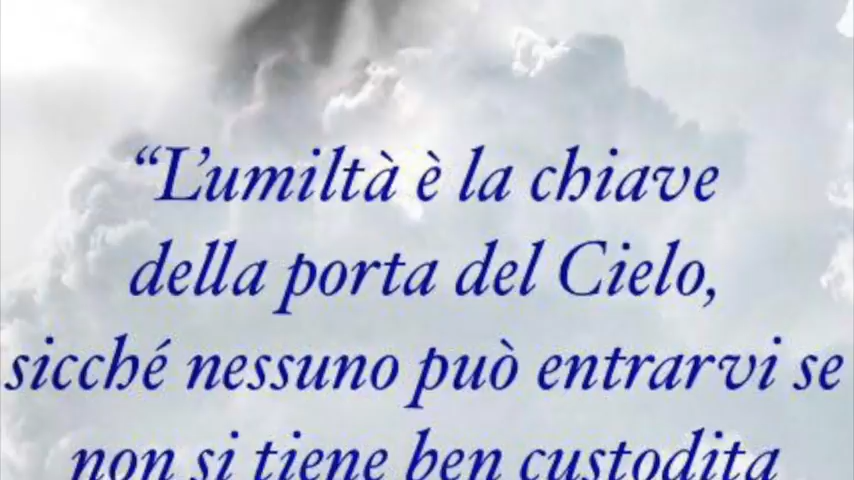 “L’umiltà è la chiave
della porta del Cielo,
sicché nessuno può entrarvi se
non si tiene ben custodita